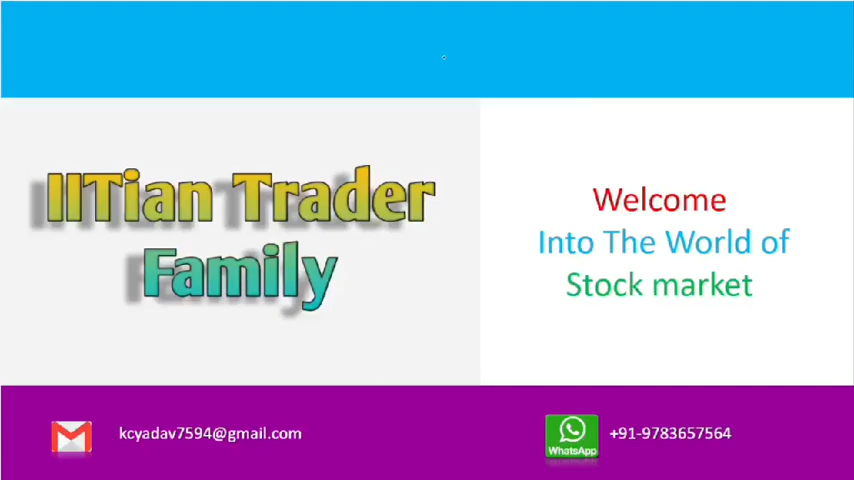 IITian Trader
Family
Welcome
Into The World of
Stock market
kcyadav7594@gmail.com
WhatsApp
+91-9783657564